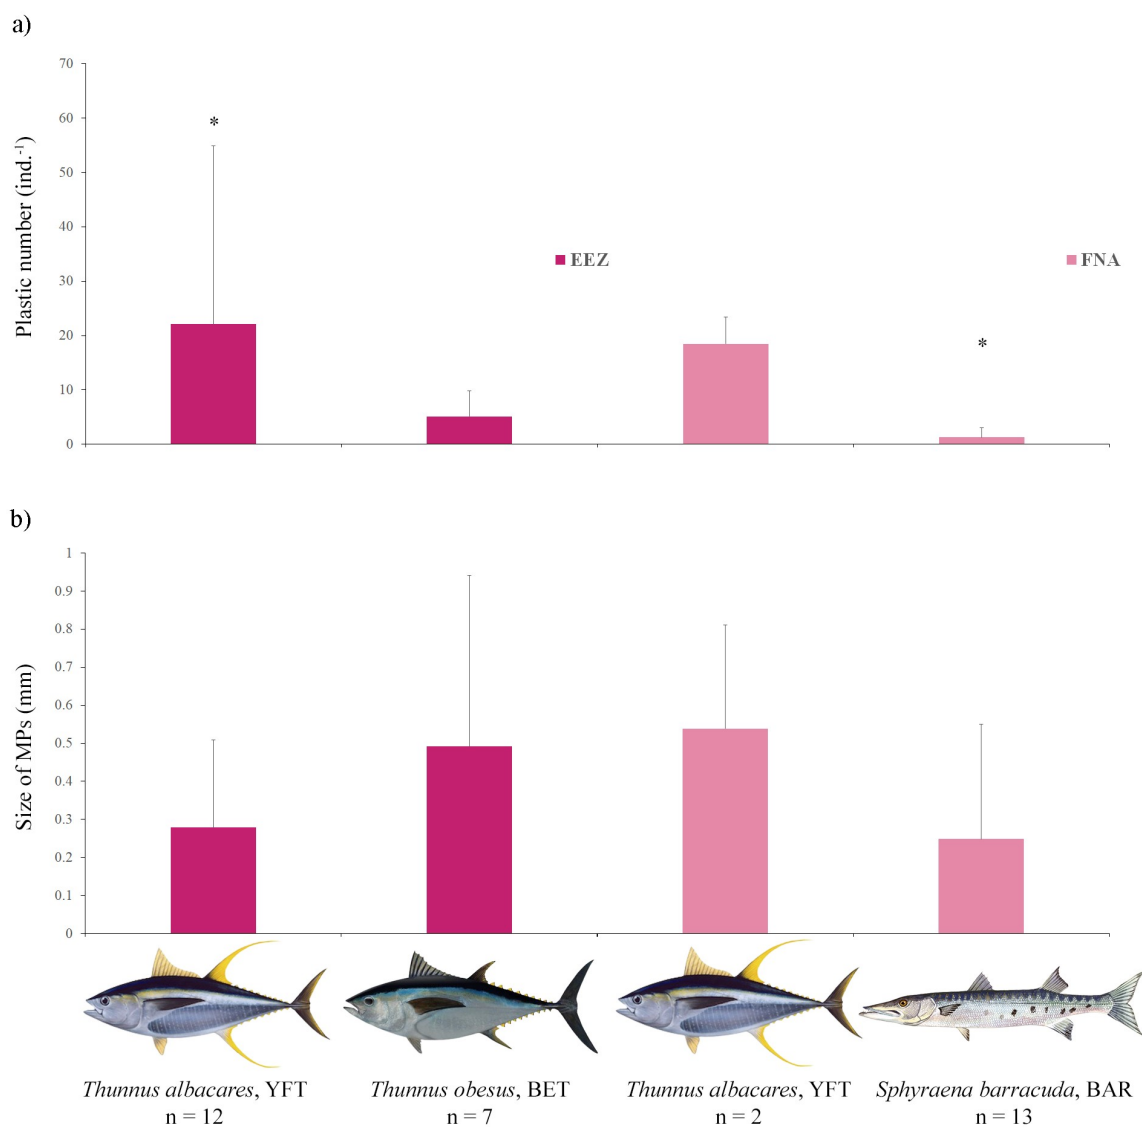 a)
70
60
50
40
30
20
10
0
Plastic number (ind.-1)
*
*
EEZ
FNA
b)
1
0.9
0.8
0.7
0.6
0.5
0.4
0.3
0.2
0.1
0
Size of MPs (mm)
Thunnus albacares, YFT
n = 12
Thunnus obesus, BET
n = 7
Thunnus albacares, YFT
n = 2
Sphyraena barracuda, BAR
n = 13